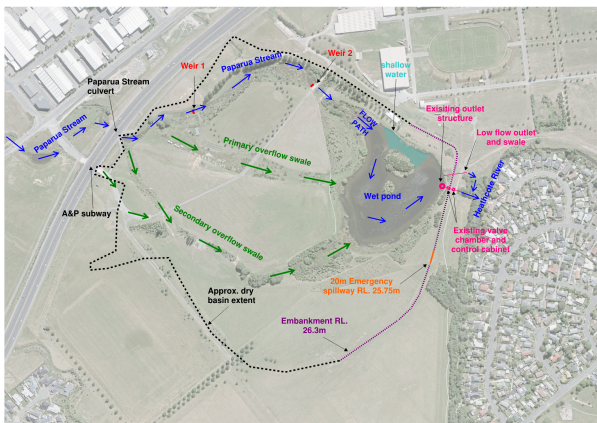 Weir 2
Paparua Stream
shallow
water
Weir 1
Paparua Stream
culvert
Paparua Stream
FLOW
PATH
Exisiting outlet
structure
Low flow outlet
and swale
Primary overflow swale
Wet pond
Heathcote River
A&P subway
Secondary overflow swale
Existing valve
chamber and
control cabinet
20m Emergency
spillway RL. 25.75m
Approx. dry
basin extent
Embankment RL.
26.3m